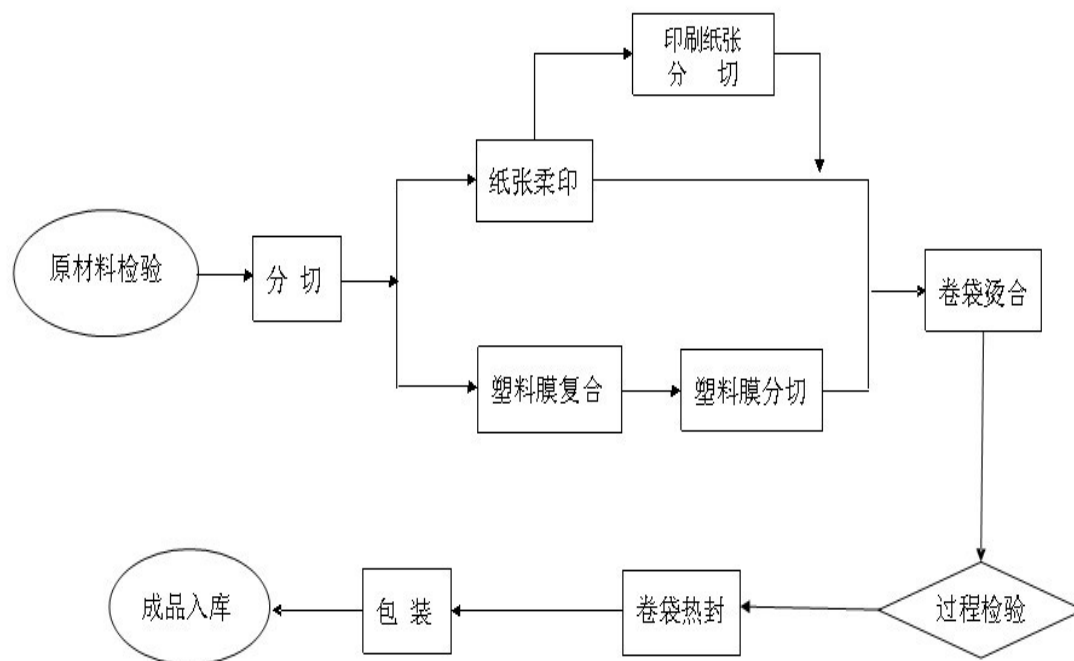 印刷纸张
分 切
纸张柔印
原材料检验
分 切
卷袋烫合
塑料膜复合
塑料膜分切
成品入库
包 装
卷袋热封
过程检验